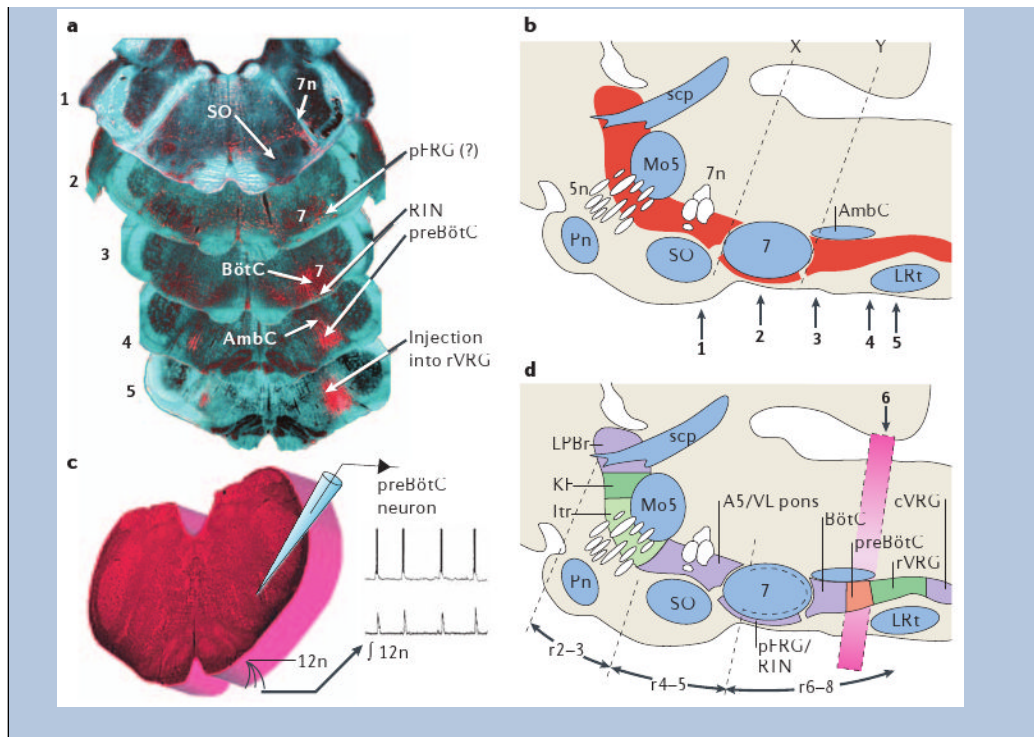 a
1
2
3
4
5
SO
7n
7
7
BötC
AmbC
pFRG (?)
RIN
preBötC
Injection
into rVRG
b
X
Y
scp
Mo5
5n
7n
Pn
SO
7
AmbC
LRt
1
2
3
4
5
c
preBötC
neuron
12n
∫ 12n
d
6
LPBr
scp
KF
Itr
Mo5
A5/VL pons
BötC
cVRG
preBötC
rVRG
Pn
SO
7
LRt
pFRG/
RIN
r2–3
r4–5
r6–8